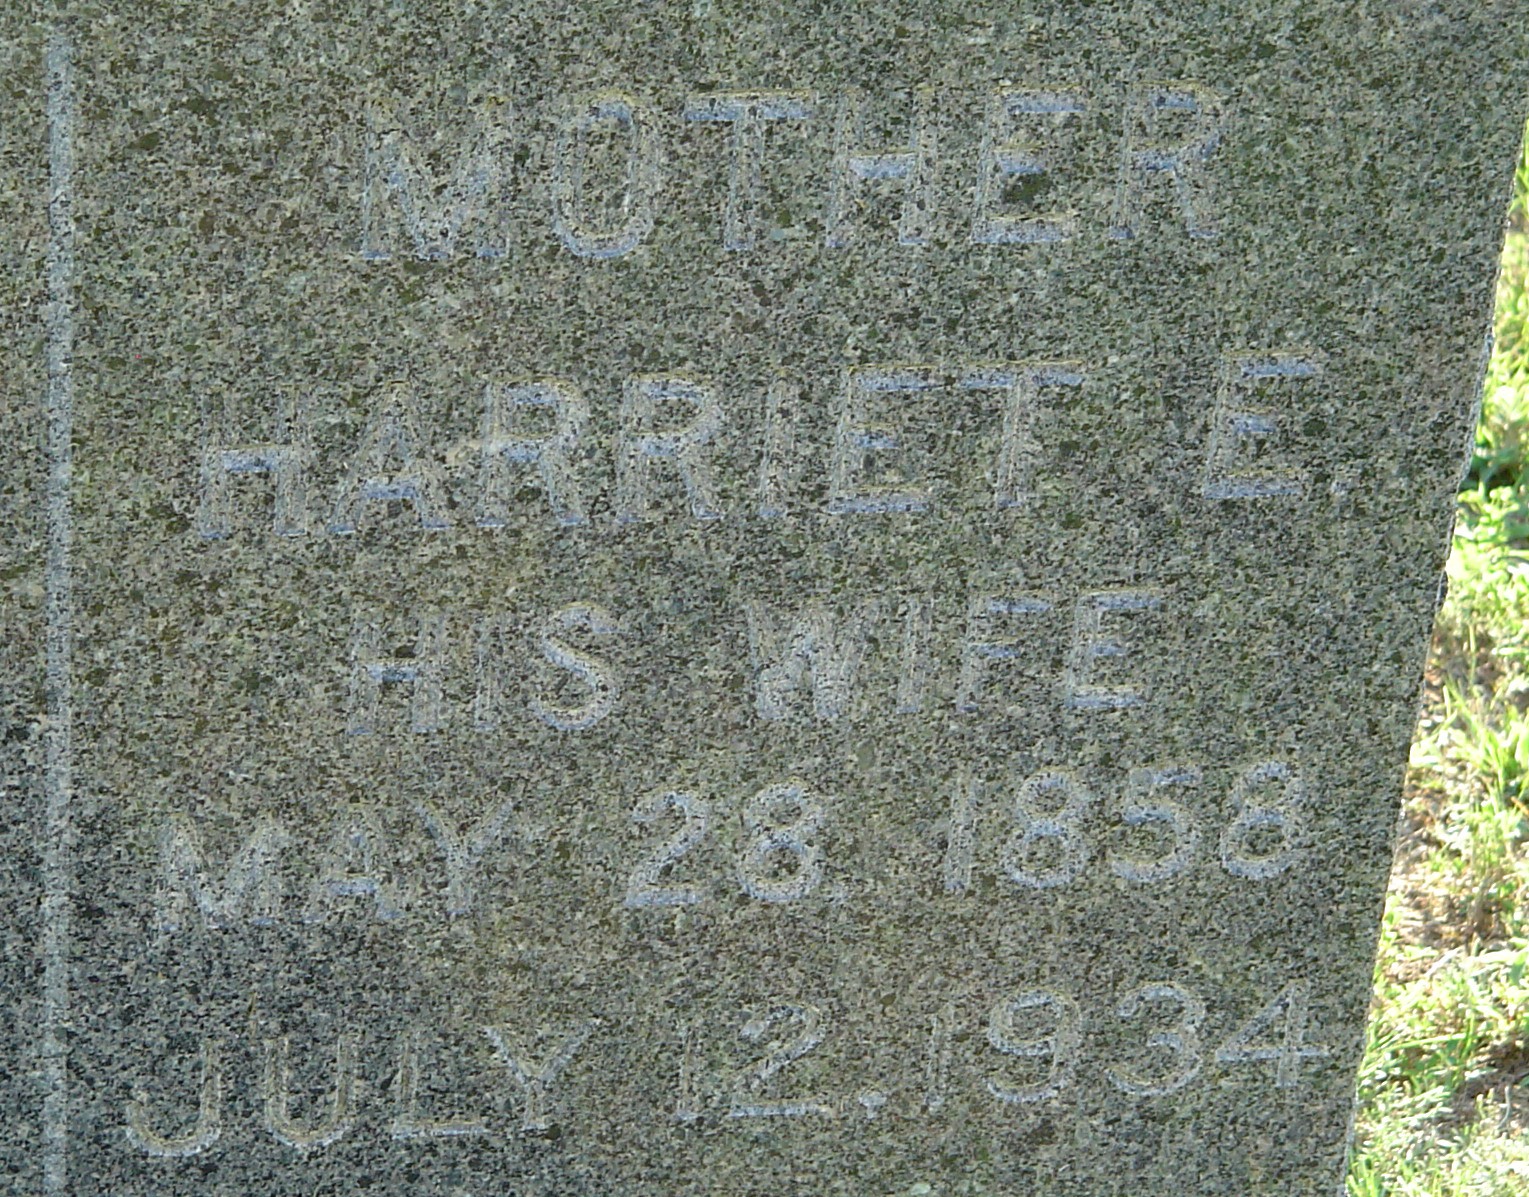 MOTHER
HARRIET E.
HIS WIFE
MAY 28, 1858
JULY 12, 1934